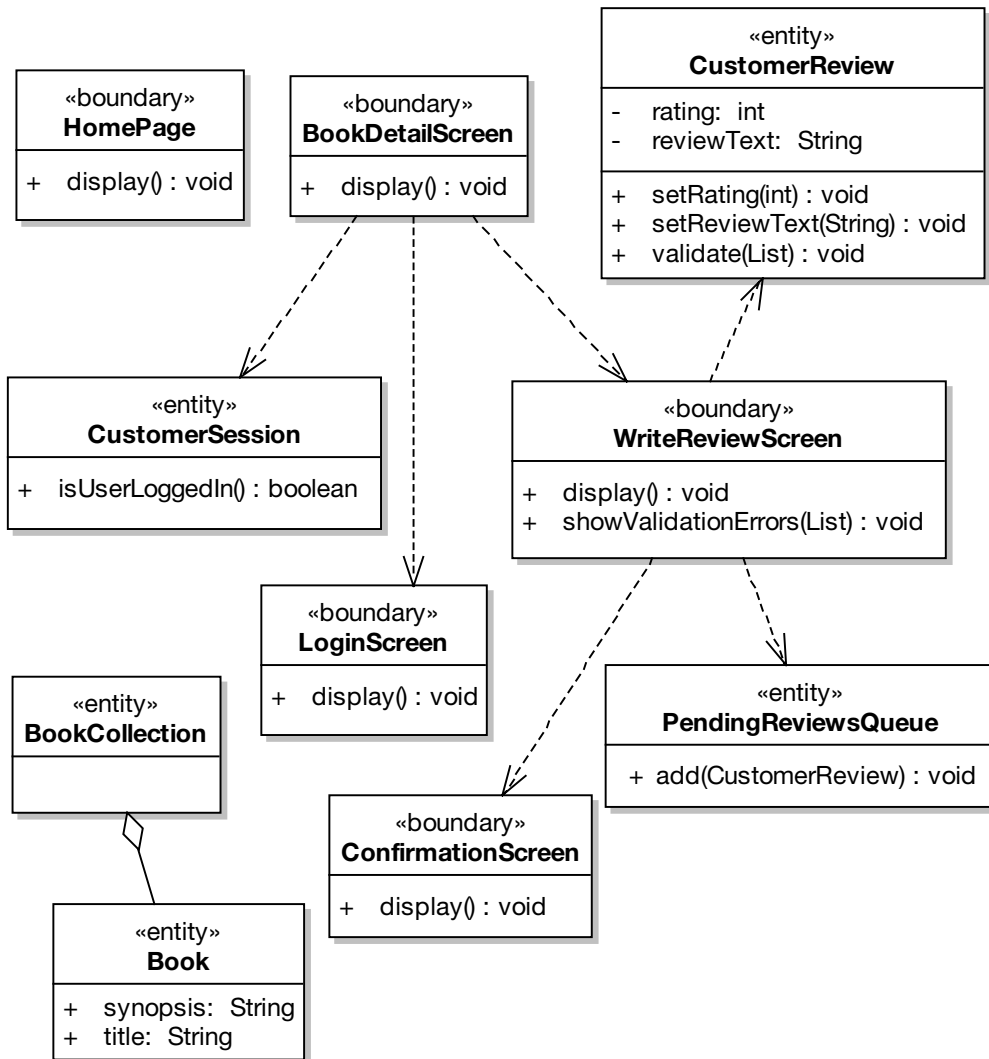 «boundary»
HomePage
+ display() : void
«boundary»
BookDetailScreen
+ display() : void
«entity»
CustomerReview
- rating: int
- reviewText: String
+ setRating(int) : void
+ setReviewText(String) : void
+ validate(List) : void
«entity»
CustomerSession
+ isUserLoggedIn() : boolean
«boundary»
WriteReviewScreen
+ display() : void
+ showValidationErrors(List) : void
«boundary»
LoginScreen
+ display() : void
«entity»
BookCollection
«entity»
PendingReviewsQueue
+ add(CustomerReview) : void
«boundary»
ConfirmationScreen
+ display() : void
«entity»
Book
+ synopsis: String
+ title: String